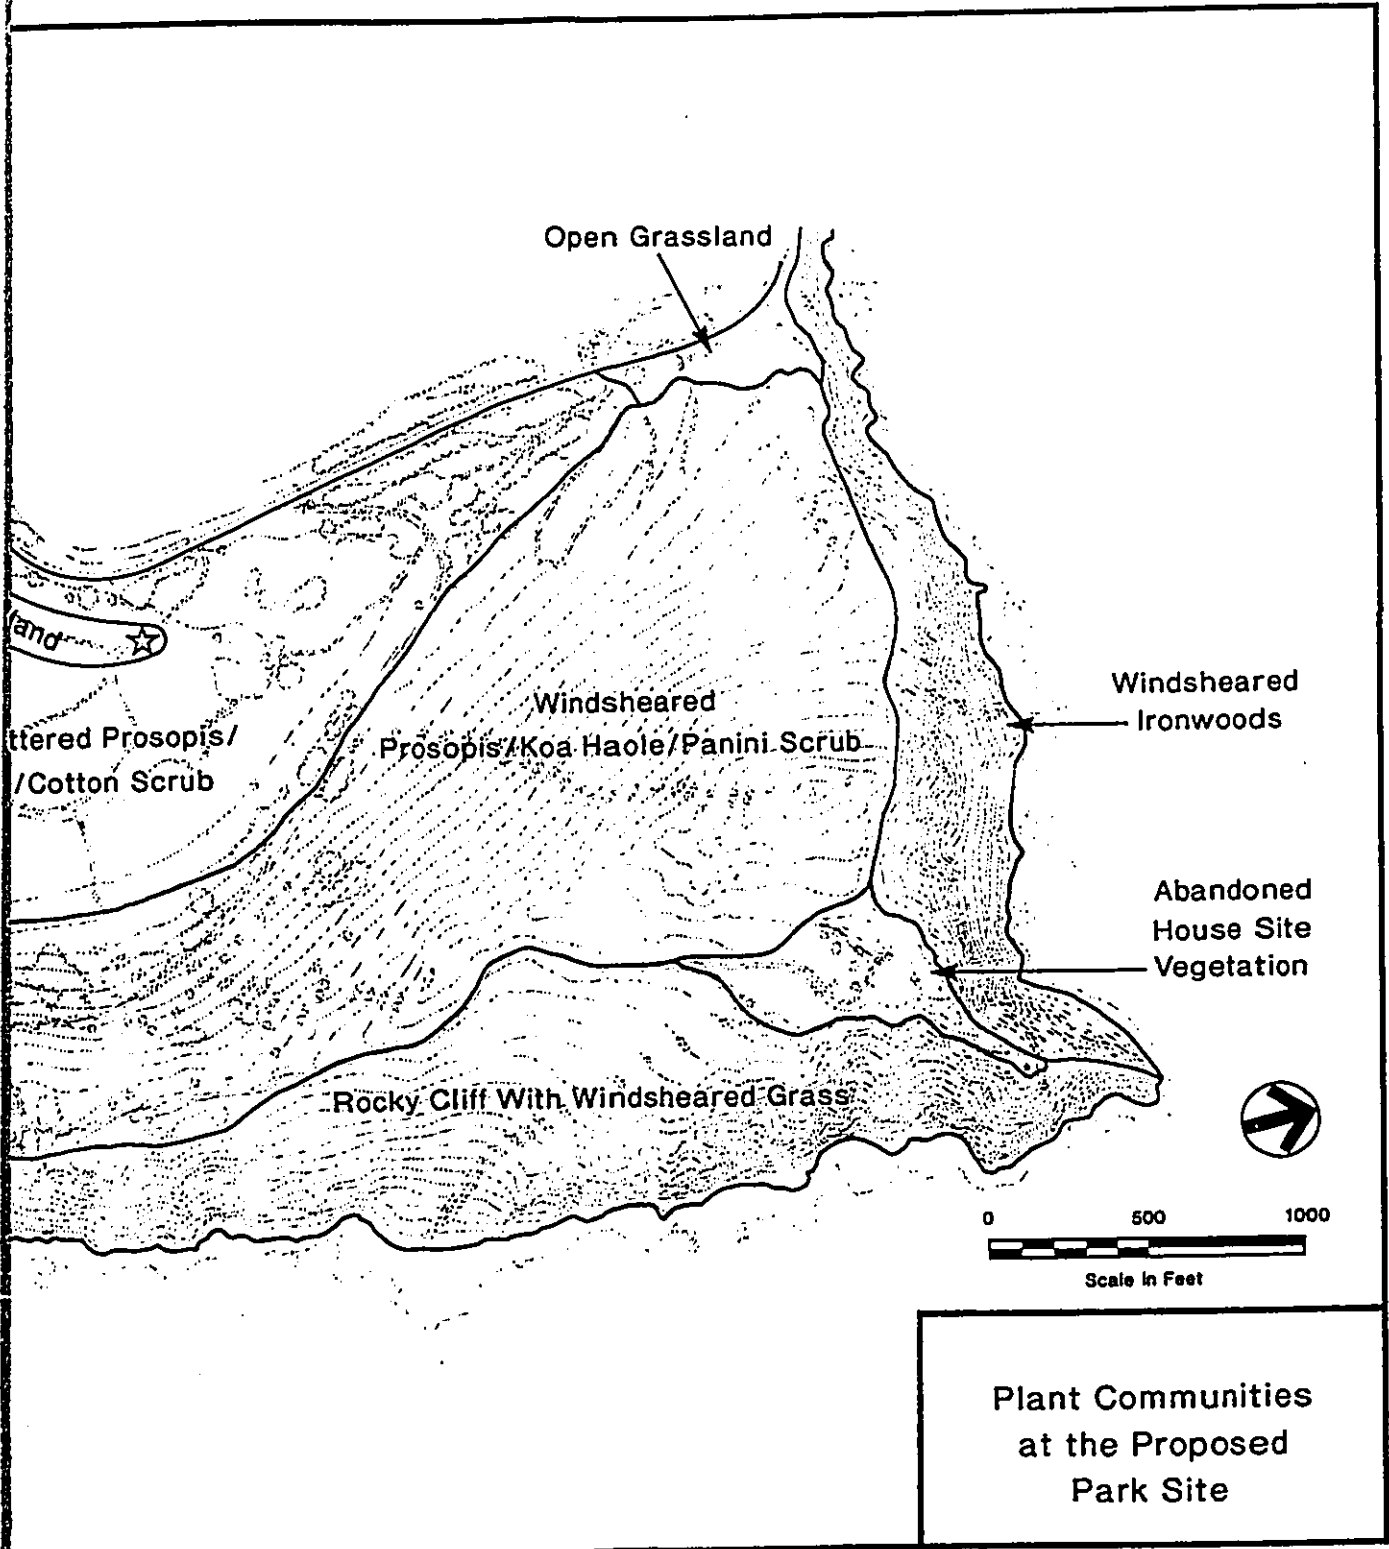 Open Grassland
land
Windsheared
Ironwoods
Windsheared
Prosopis/Koa Haole/Panini Scrub
ttered Prosopis/
/Cotton Scrub
Abandoned
House Site
Vegetation
Rocky Cliff With Windsheared Grass
0 500 1000
Scale in Feet
Plant Communities
at the Proposed
Park Site